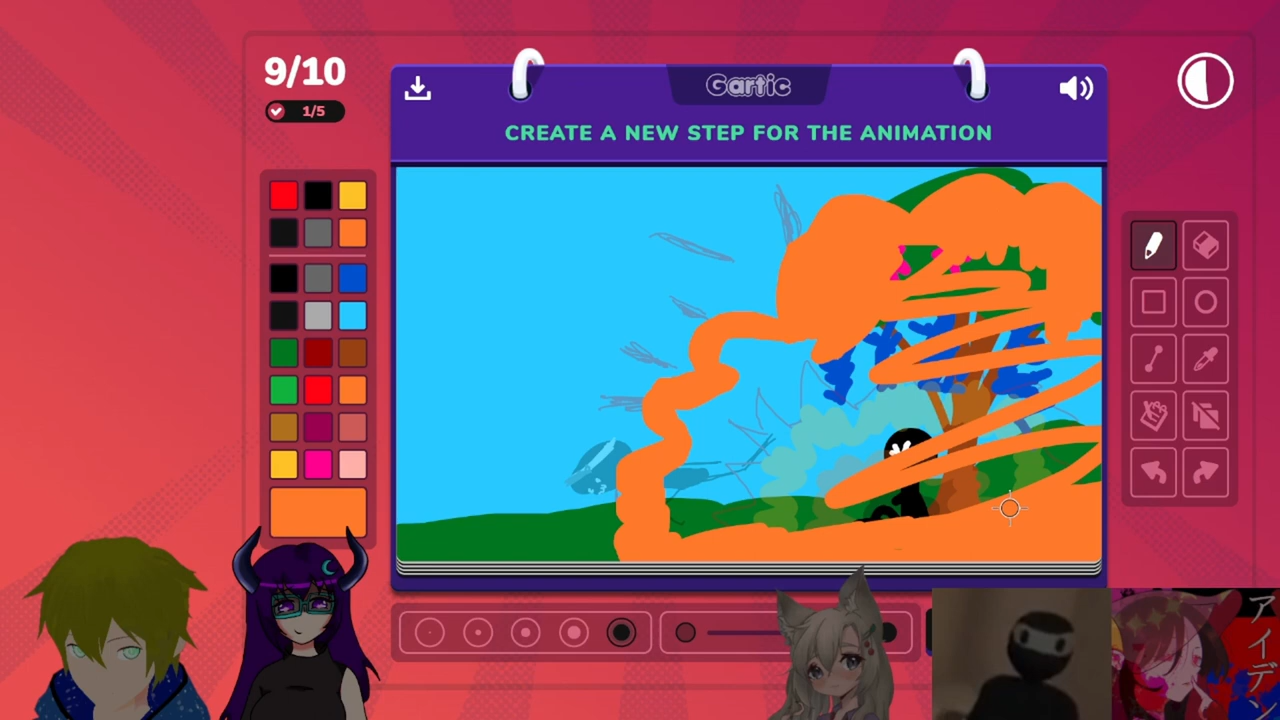 9/10
1/5
Gartic
CREATE A NEW STEP FOR THE ANIMATION
アイデン